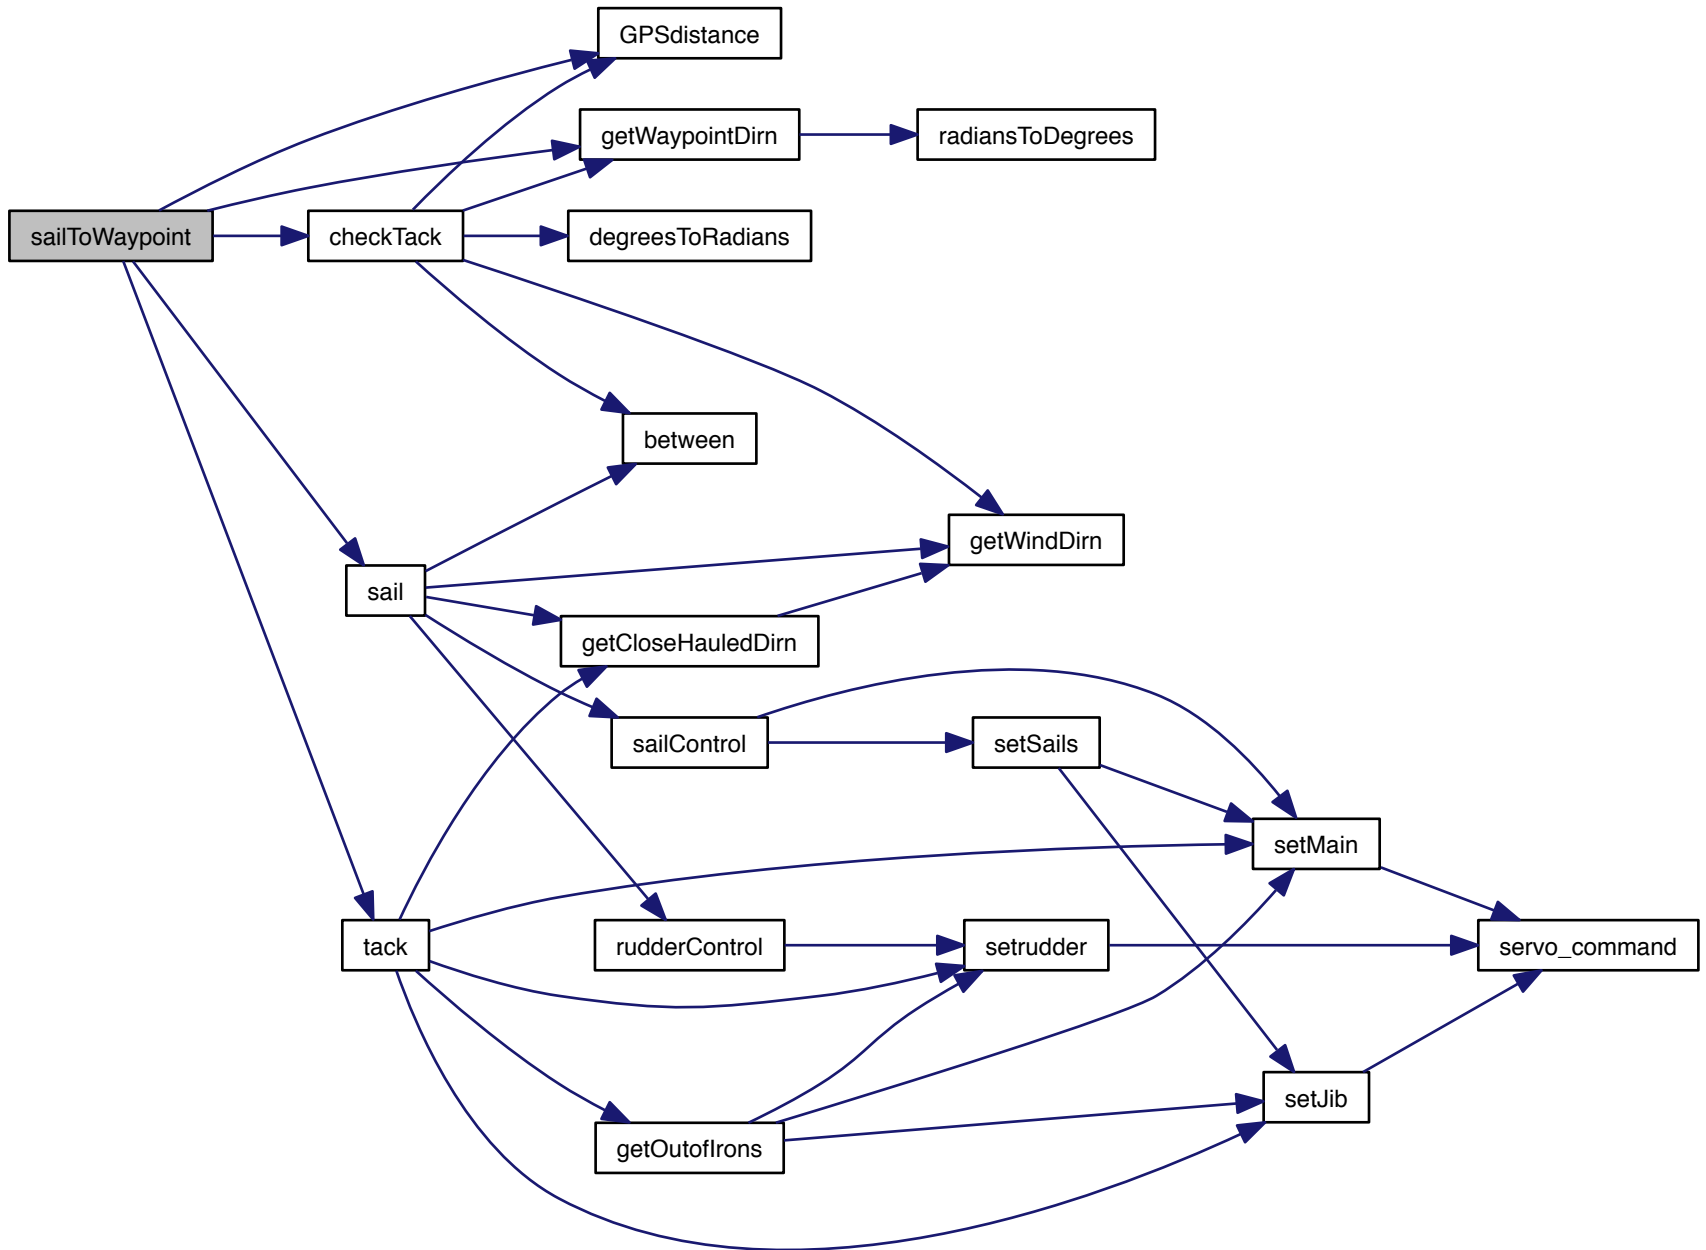 GPSdistance
getWaypointDirn
radiansToDegrees
sailToWaypoint
checkTack
degreesToRadians
between
getWindDirn
sail
getCloseHauledDirn
sailControl
setSails
setMain
tack
rudderControl
setrudder
servo_command
setJib
getOutofIrons